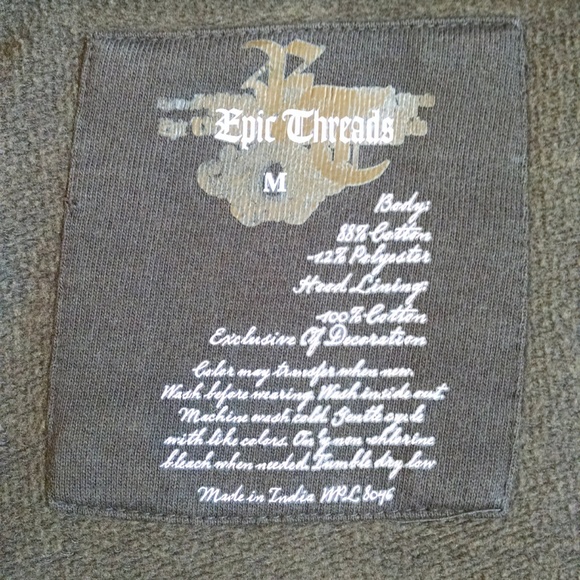 Epic Threads
M
Body:
88% Cotton
12% Polyester
Hood Lining:
100% Cotton
Exclusive Of Decoration
Color may transfer when new.
Wash before wearing. Wash inside out.
Machine wash cold. Gentle cycle
with like colors. Only non-chlorine
bleach when needed. Tumble dry low
Made in India WPL 8046